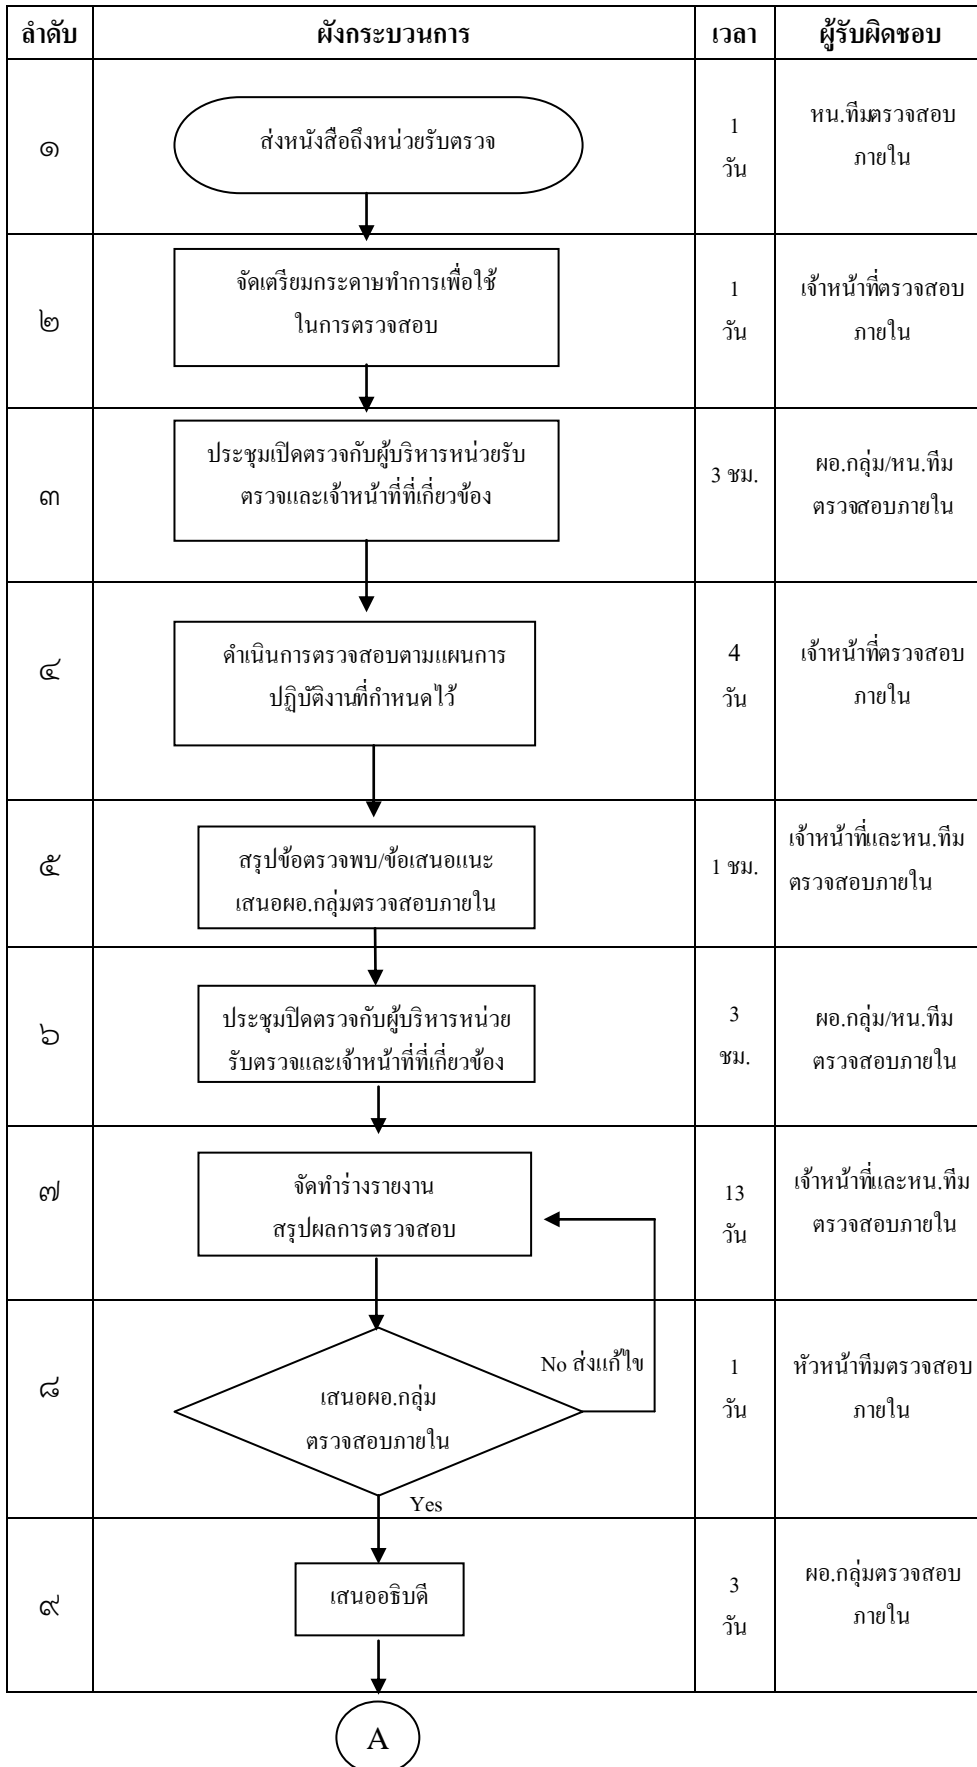 ลำดับ ผังกระบวนการ เวลา ผู้รับผิดชอบ
๑
ส่งหนังสือถึงหน่วยรับตรวจ
1
วัน
หน.ทีมตรวจสอบ
ภายใน
๒
จัดเตรียมกระดาษทำการเพื่อใช้
ในการตรวจสอบ
1
วัน
เจ้าหน้าที่ตรวจสอบ
ภายใน
๓
ประชุมเปิดตรวจกับผู้บริหารหน่วยรับ
ตรวจและเจ้าหน้าที่ที่เกี่ยวข้อง
3 ชม.
ผอ.กลุ่ม/หน.ทีม
ตรวจสอบภายใน
๔
ดำเนินการตรวจสอบตามแผนการ
ปฏิบัติงานที่กำหนดไว้
4
วัน
เจ้าหน้าที่ตรวจสอบ
ภายใน
๕
สรุปข้อตรวจพบ/ข้อเสนอแนะ
เสนอผอ.กลุ่มตรวจสอบภายใน
1 ชม.
เจ้าหน้าที่และหน.ทีม
ตรวจสอบภายใน
๖
ประชุมปิดตรวจกับผู้บริหารหน่วย
รับตรวจและเจ้าหน้าที่ที่เกี่ยวข้อง
3
ชม.
ผอ.กลุ่ม/หน.ทีม
ตรวจสอบภายใน
๗
จัดทำร่างรายงาน
สรุปผลการตรวจสอบ
13
วัน
เจ้าหน้าที่และหน.ทีม
ตรวจสอบภายใน
๘
No ส่งแก้ไข
เสนอผอ.กลุ่ม
ตรวจสอบภายใน
Yes
1
วัน
หัวหน้าทีมตรวจสอบ
ภายใน
๙
เสนออธิบดี
3
วัน
ผอ.กลุ่มตรวจสอบ
ภายใน
A